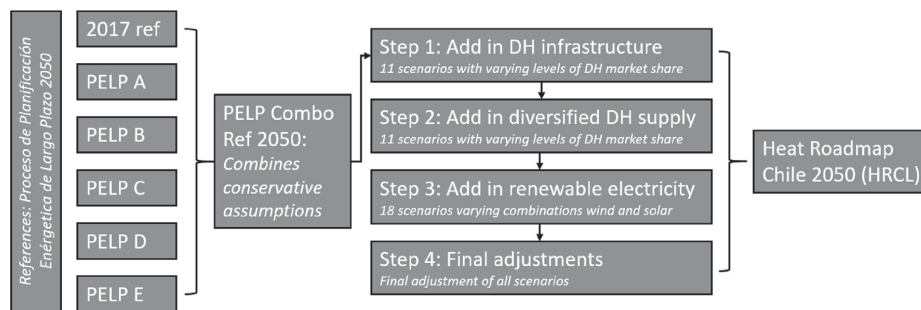 References: Proceso de Planificación
Enérgetica de Largo Plazo 2050
2017 ref
PELP A
PELP B
PELP C
PELP D
PELP E
PELP Combo
Ref 2050:
Combines
conservative
assumptions
Step 1: Add in DH infrastructure
11 scenarios with varying levels of DH market share
Step 2: Add in diversified DH supply
11 scenarios with varying levels of DH market share
Step 3: Add in renewable electricity
18 scenarios varying combinations wind and solar
Step 4: Final adjustments
Final adjustment of all scenarios
Heat Roadmap
Chile 2050 (HRCL)